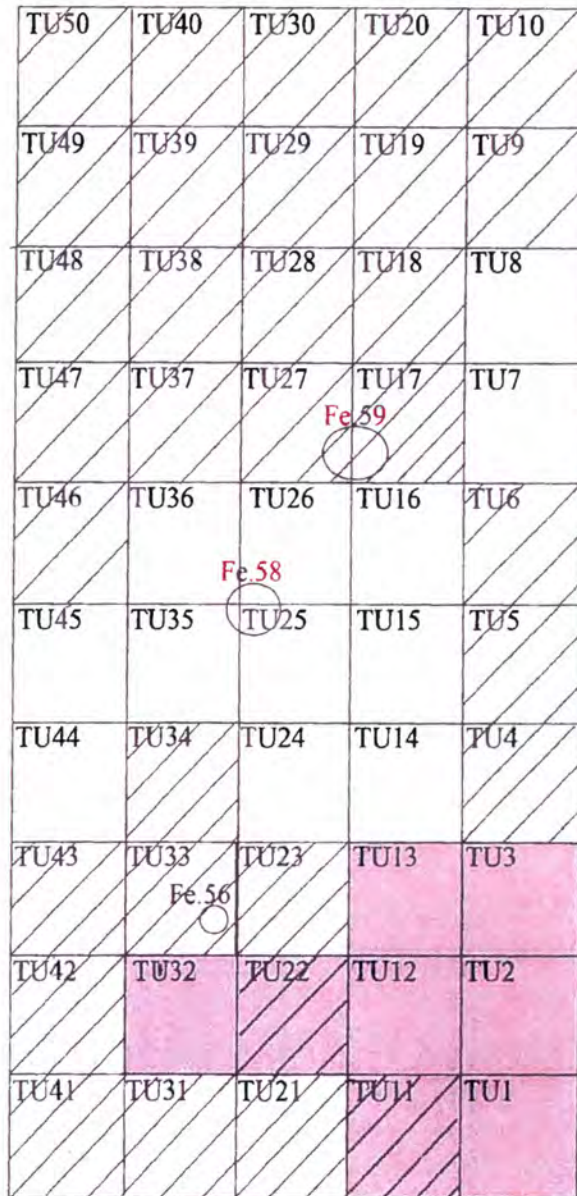 TU50 TU40 TU30 TU20 TU10
TU49 TU39 TU29 TU19 TU9
TU48 TU38 TU28 TU18 TU8
TU47 TU37 TU27 TU17 TU7
Fe.59
TU46 TU36 TU26 TU16 TU6
Fe.58
TU45 TU35 TU25 TU15 TU5
TU44 TU34 TU24 TU14 TU4
TU43 TU33 TU23 TU13 TU3
Fe.56
TU42 TU32 TU22 TU12 TU2
TU41 TU31 TU21 TU11 TU1